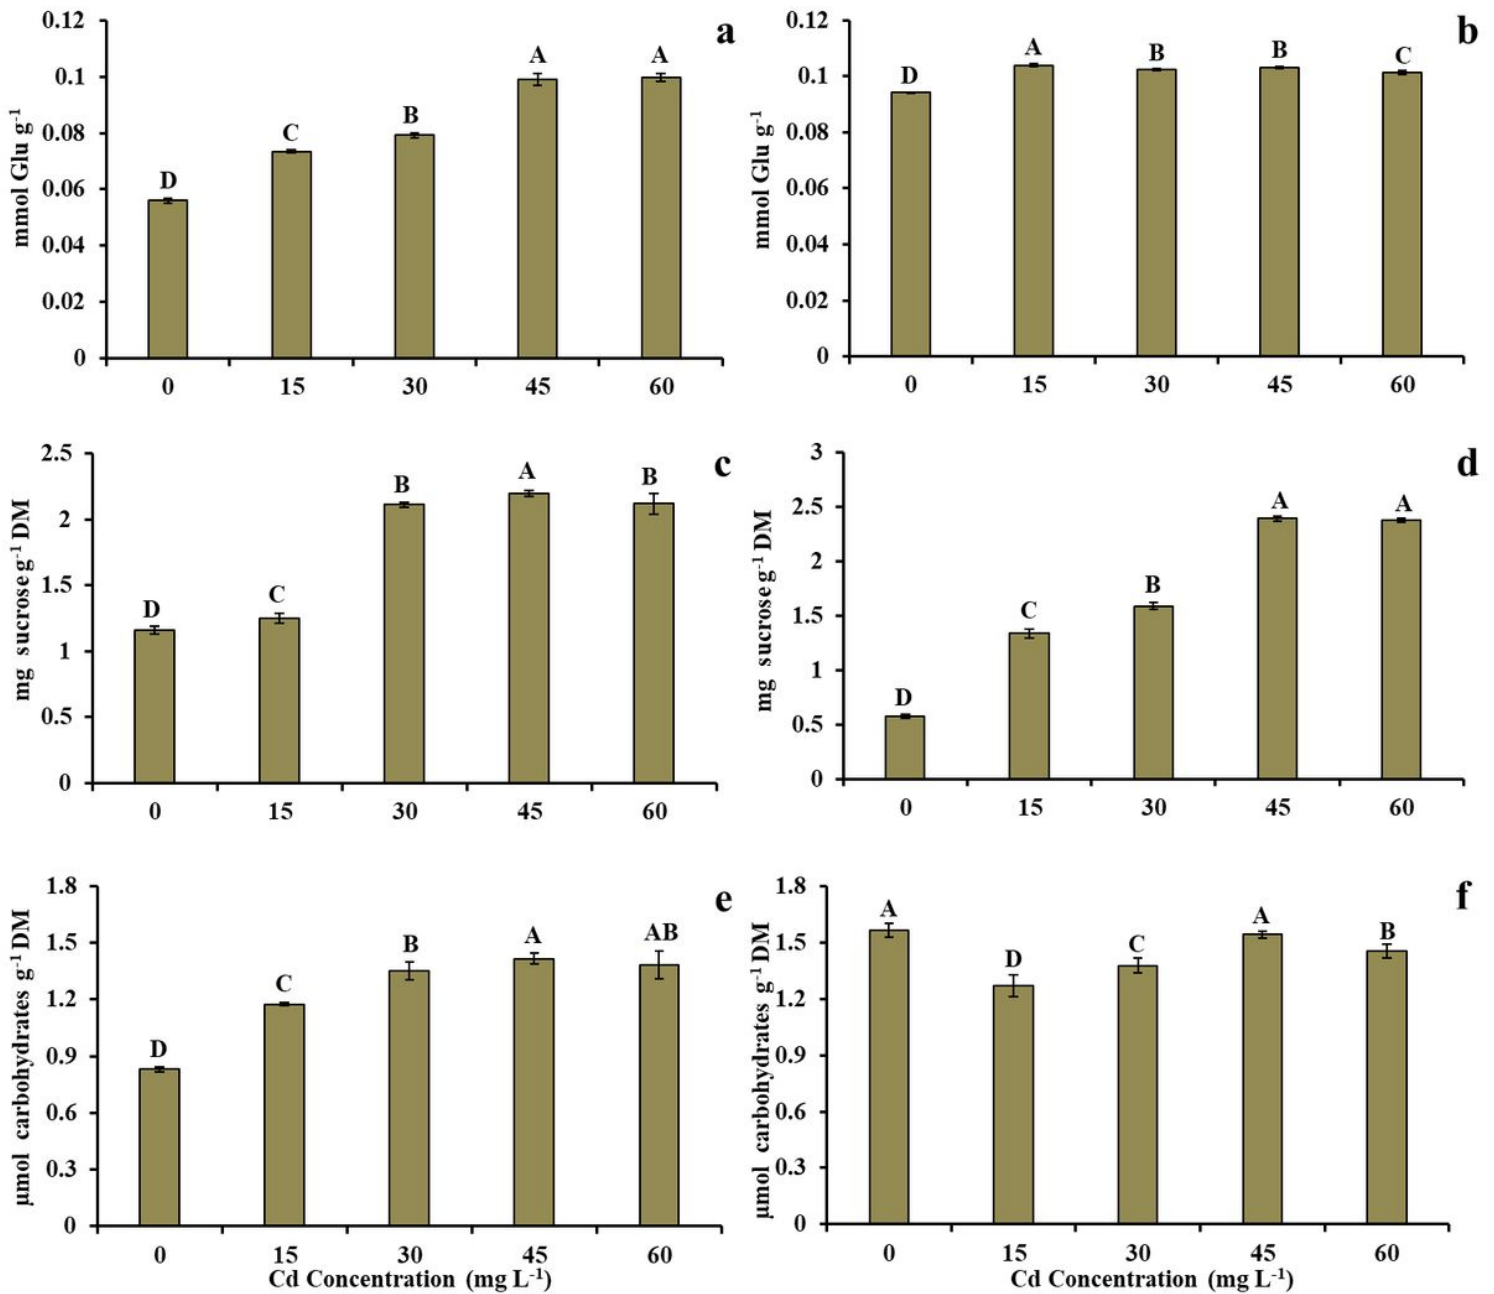 a
mmol Glu g-1
0.12
0.1
0.08
0.06
0.04
0.02
0
D
C
B
A
A
0 15 30 45 60
b
mmol Glu g-1
0.12
0.1
0.08
0.06
0.04
0.02
0
D
A
B
B
C
0 15 30 45 60
c
mg sucrose g-1 DM
2.5
2
1.5
1
0.5
0
D
C
B
A
B
0 15 30 45 60
d
mg sucrose g-1 DM
3
2.5
2
1.5
1
0.5
0
D
C
B
A
A
0 15 30 45 60
e
µmol carbohydrates g-1 DM
1.8
1.5
1.2
0.9
0.6
0.3
0
D
C
B
A
AB
0 15 30 45 60
Cd Concentration (mg L-1)
f
µmol carbohydrates g-1 DM
1.8
1.5
1.2
0.9
0.6
0.3
0
A
D
C
A
B
0 15 30 45 60
Cd Concentration (mg L-1)